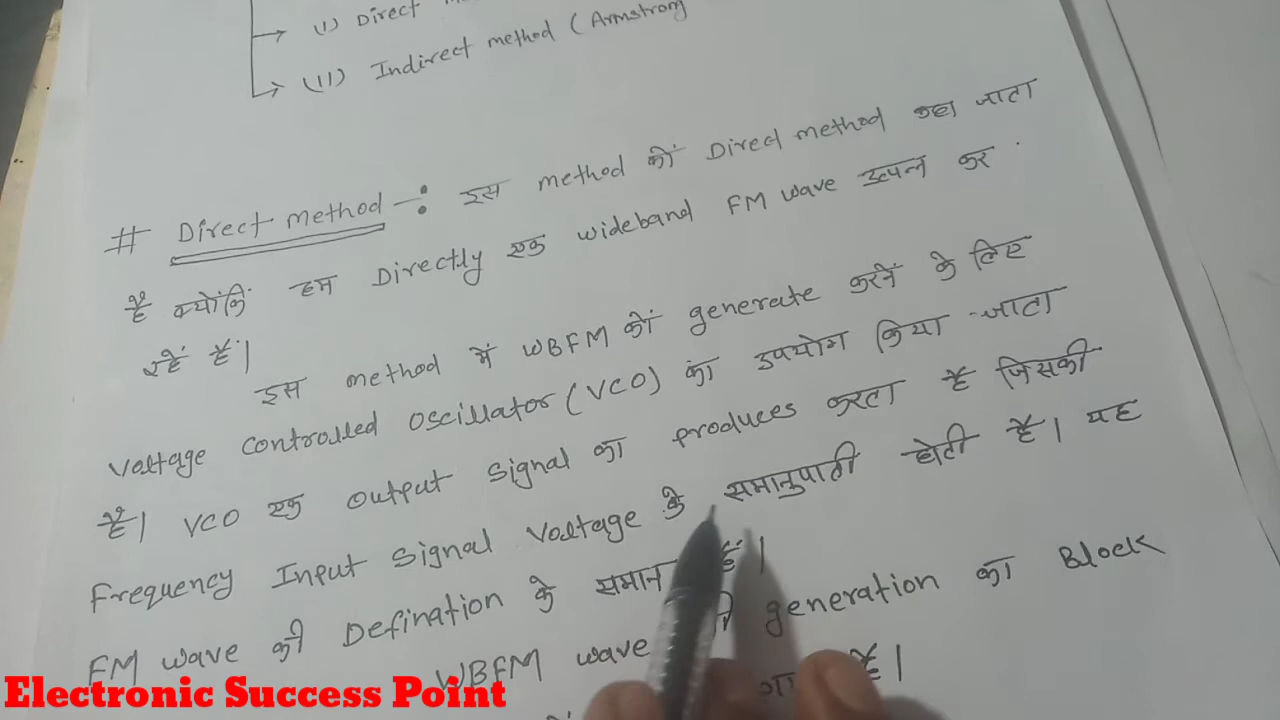 → (I) Direct
→ (II) Indirect method (Armstrong
# Direct method -: इस method कों Direct method कहा जाता
है क्योंकिं हम Directly एक wideband FM wave उत्पन्न कर
रहें हैं।
इस method में WBFM कों generate करनें के लिए
Voltage Controlled Oscillator (VCO) कां उपयोग किया जाता
हैं। VCO एक output signal का produces करता हैं जिसकी
Frequency Input Signal Voltage के समानुपाती होती हैं। यह
FM wave की Defination के समान हैं।
WBFM wave की generation का Block
हैं।
Electronic Success Point